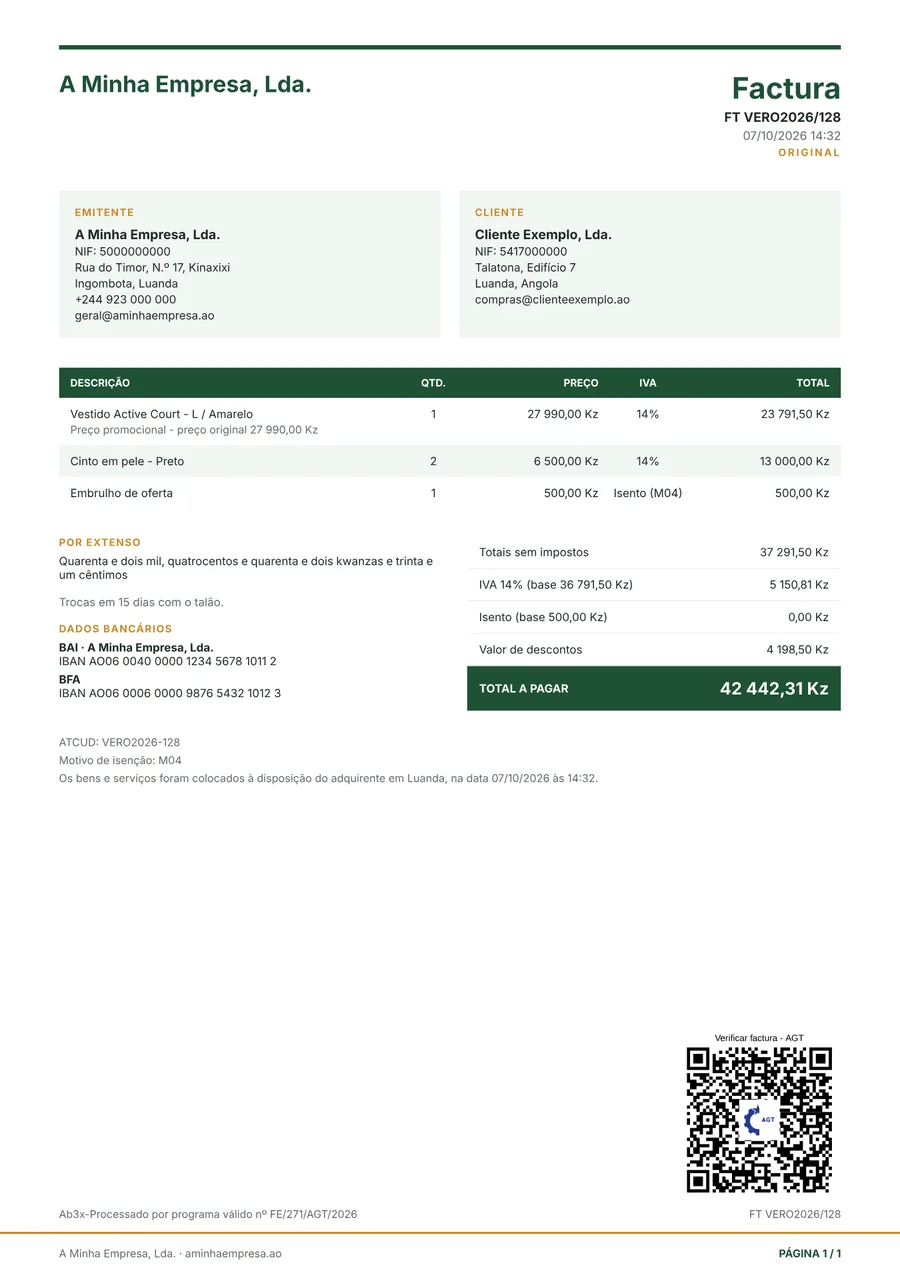 A Minha Empresa, Lda.
Factura
FT VERO2026/128
07/10/2026 14:32
ORIGINAL
EMITENTE
A Minha Empresa, Lda.
NIF: 5000000000
Rua do Timor, N.º 17, Kinaxixi
Ingombota, Luanda
+244 923 000 000
geral@aminhaempresa.ao
CLIENTE
Cliente Exemplo, Lda.
NIF: 5417000000
Talatona, Edifício 7
Luanda, Angola
compras@clienteexemplo.ao
DESCRIÇÃO QTD. PREÇO IVA TOTAL
Vestido Active Court - L / Amarelo 1 27 990,00 Kz 14% 23 791,50 Kz
Preço promocional - preço original 27 990,00 Kz
Cinto em pele - Preto 2 6 500,00 Kz 14% 13 000,00 Kz
Embrulho de oferta 1 500,00 Kz Isento (M04) 500,00 Kz
POR EXTENSO
Quarenta e dois mil, quatrocentos e quarenta e dois kwanzas e trinta e
um cêntimos
Trocas em 15 dias com o talão.
DADOS BANCÁRIOS
BAI · A Minha Empresa, Lda.
IBAN AO06 0040 0000 1234 5678 1011 2
BFA
IBAN AO06 0006 0000 9876 5432 1012 3
Totais sem impostos 37 291,50 Kz
IVA 14% (base 36 791,50 Kz) 5 150,81 Kz
Isento (base 500,00 Kz) 0,00 Kz
Valor de descontos 4 198,50 Kz
TOTAL A PAGAR 42 442,31 Kz
ATCUD: VERO2026-128
Motivo de isenção: M04
Os bens e serviços foram colocados à disposição do adquirente em Luanda, na data 07/10/2026 às 14:32.
Verificar factura - AGT
AGT
Ab3x-Processado por programa válido nº FE/271/AGT/2026 FT VERO2026/128
A Minha Empresa, Lda. · aminhaempresa.ao PÁGINA 1 / 1